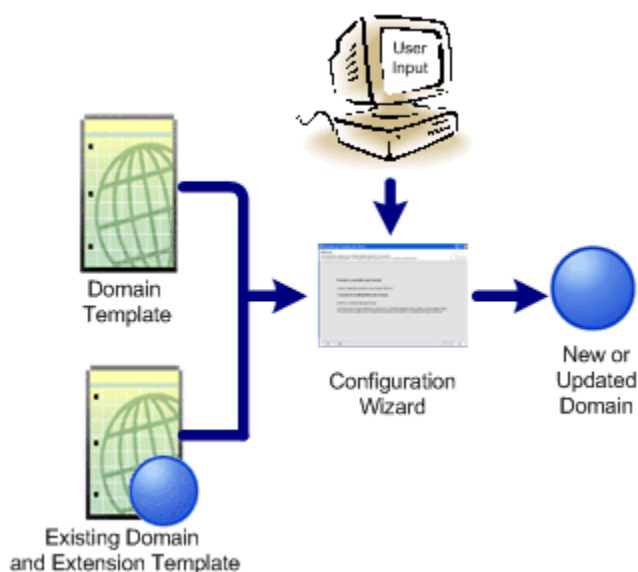 User
Input
Domain
Template
Configuration
Wizard
New or
Updated
Domain
Existing Domain
and Extension Template